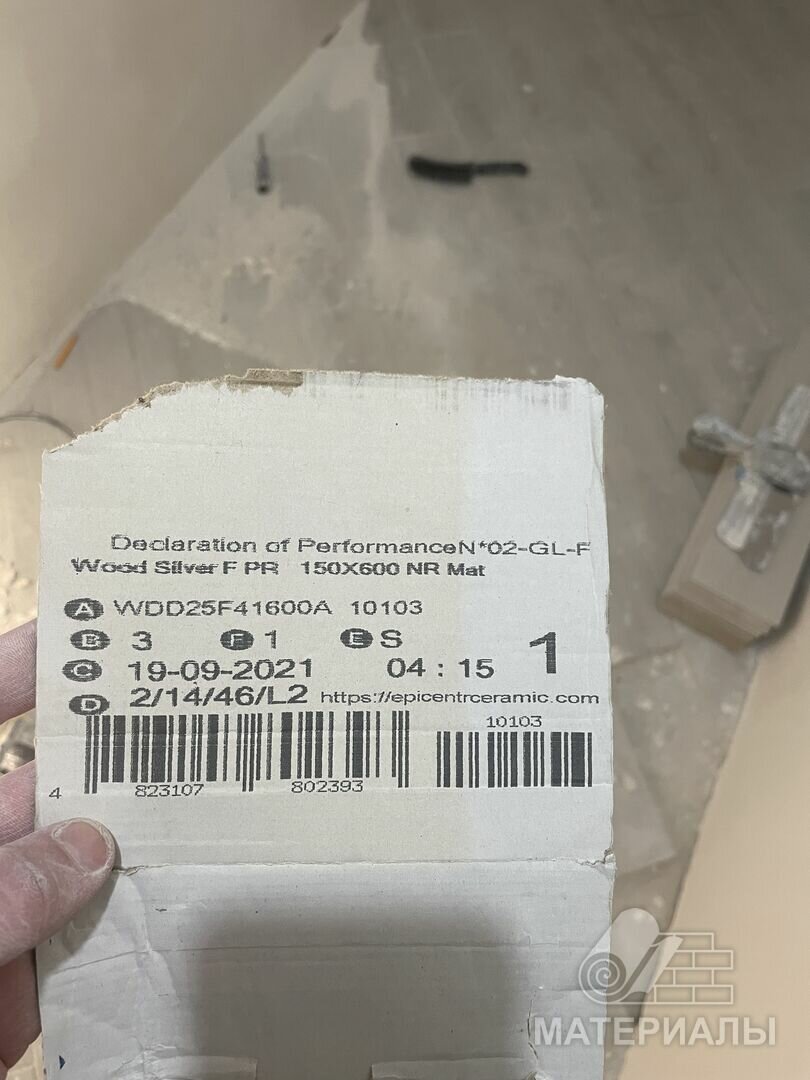 Declaration of PerformanceN*02-GL-F
Wood Silver F PR 150X600 NR Mat
A WDD25F41600A 10103
B 3 F 1 E S 1
C 19-09-2021 04 : 15
D 2/14/46/L2 https://epicentrceramic.com
10103
4 823107 802393
МАТЕРИАЛЫ